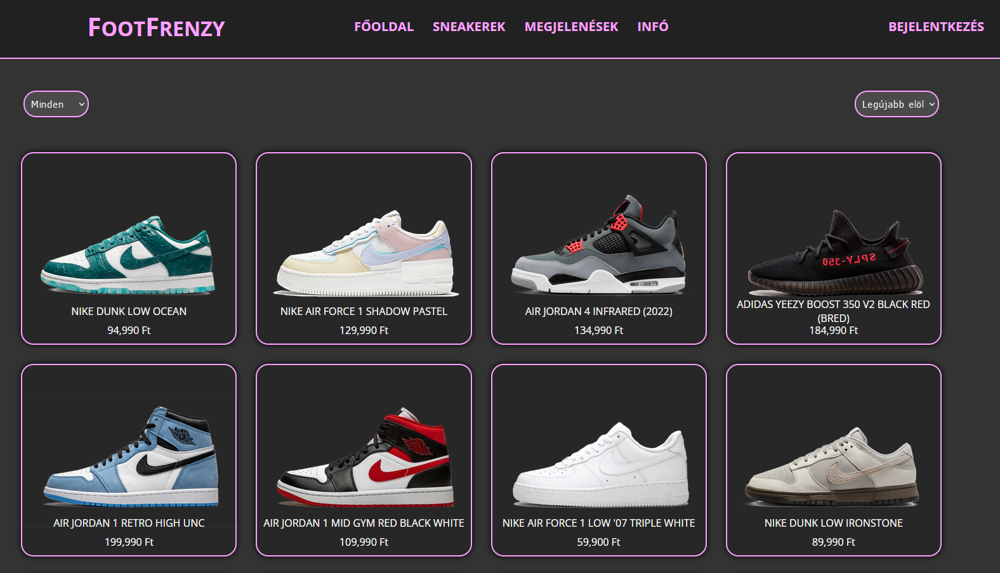 FOOTFRENZY
FŐOLDAL
SNEAKEREK
MEGJELENÉSEK
INFÓ
BEJELENTKEZÉS
Minden
Legújabb elöl
SPLY-350
NIKE DUNK LOW OCEAN
94,990 Ft
NIKE AIR FORCE 1 SHADOW PASTEL
129,990 Ft
AIR JORDAN 4 INFRARED (2022)
134,990 Ft
ADIDAS YEEZY BOOST 350 V2 BLACK RED
(BRED)
184,990 Ft
AIR JORDAN 1 RETRO HIGH UNC
199,990 Ft
AIR JORDAN 1 MID GYM RED BLACK WHITE
109,990 Ft
NIKE AIR FORCE 1 LOW '07 TRIPLE WHITE
59,900 Ft
NIKE DUNK LOW IRONSTONE
89,990 Ft